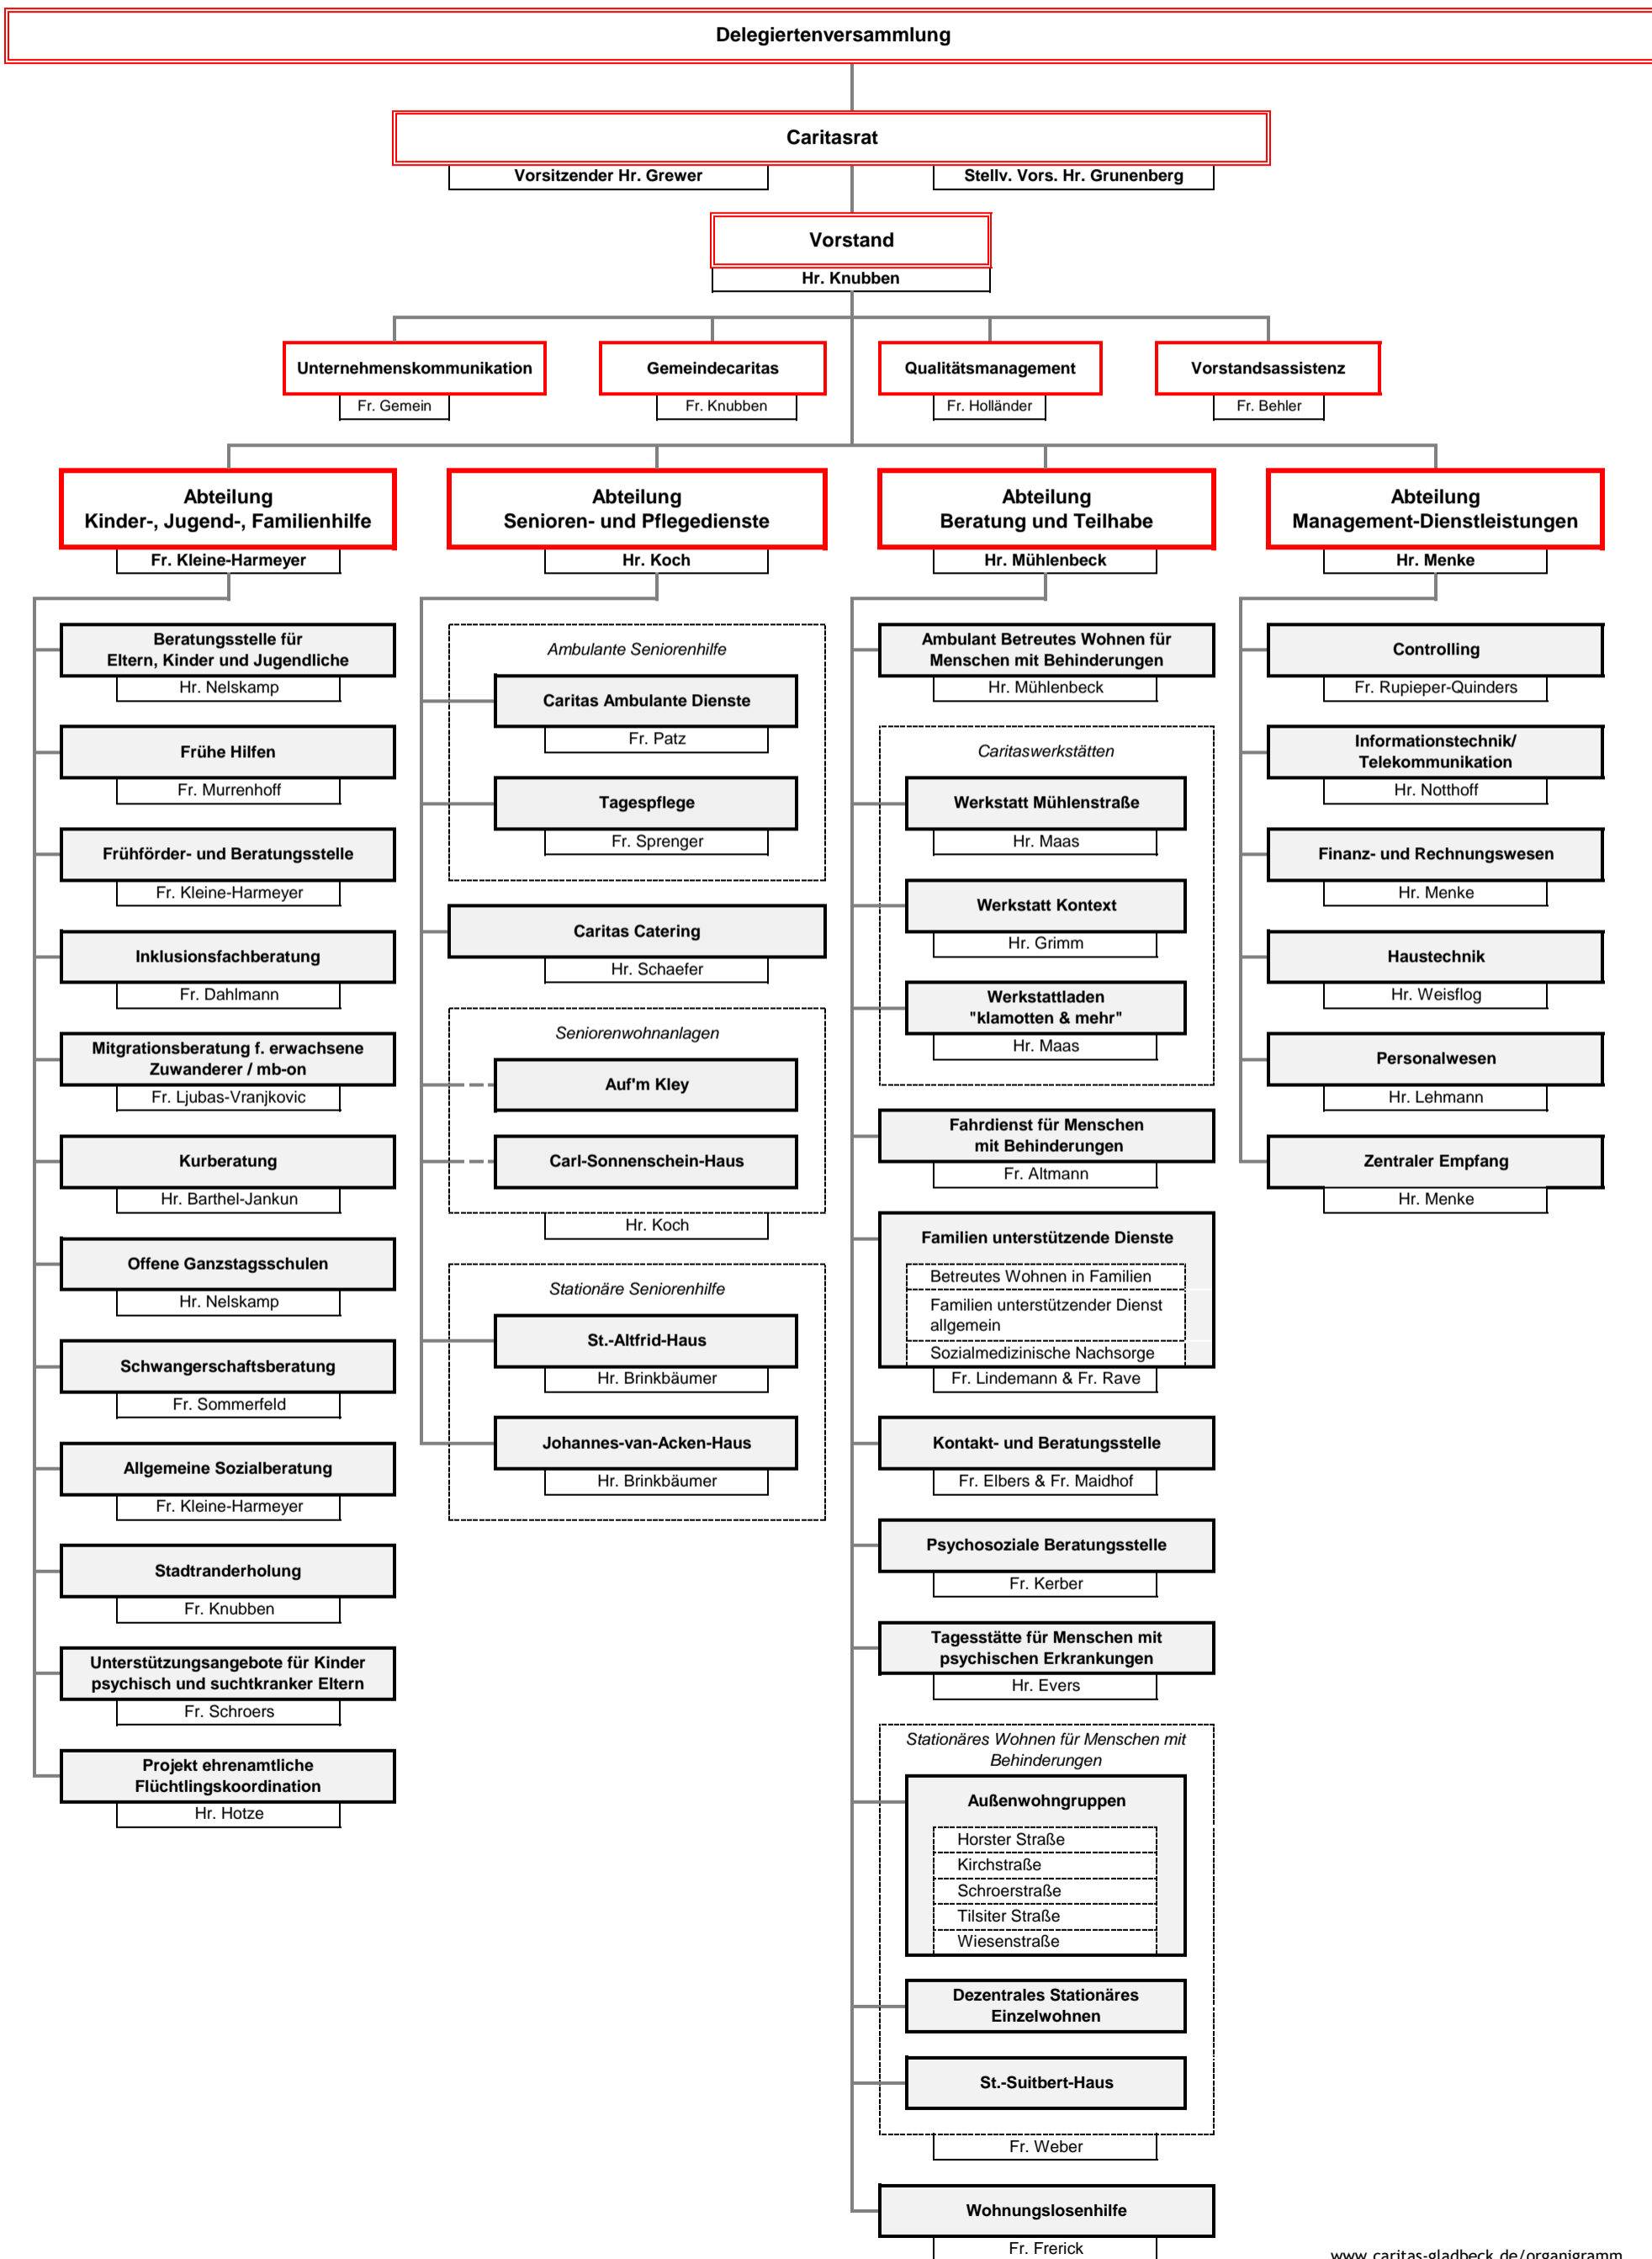 Delegiertenversammlung
Caritasrat
Vorsitzender Hr. Grewer
Stellv. Vors. Hr. Grunenberg
Vorstand
Hr. Knubben
Unternehmenskommunikation
Fr. Gemein
Gemeindecaritas
Fr. Knubben
Qualitätsmanagement
Fr. Holländer
Vorstandsassistenz
Fr. Behler
Abteilung
Kinder-, Jugend-, Familienhilfe
Fr. Kleine-Harmeyer
Beratungsstelle für
Eltern, Kinder und Jugendliche
Hr. Nelskamp
Frühe Hilfen
Fr. Murrenhoff
Frühförder- und Beratungsstelle
Fr. Kleine-Harmeyer
Inklusionsfachberatung
Fr. Dahlmann
Mitgrationsberatung f. erwachsene
Zuwanderer / mb-on
Fr. Ljubas-Vranjkovic
Kurberatung
Hr. Barthel-Jankun
Offene Ganzstagsschulen
Hr. Nelskamp
Schwangerschaftsberatung
Fr. Sommerfeld
Allgemeine Sozialberatung
Fr. Kleine-Harmeyer
Stadtranderholung
Fr. Knubben
Unterstützungsangebote für Kinder
psychisch und suchtkranker Eltern
Fr. Schroers
Projekt ehrenamtliche
Flüchtlingskoordination
Hr. Hotze
Abteilung
Senioren- und Pflegedienste
Hr. Koch
Ambulante Seniorenhilfe
Caritas Ambulante Dienste
Fr. Patz
Tagespflege
Fr. Sprenger
Caritas Catering
Hr. Schaefer
Seniorenwohnanlagen
Auf'm Kley
Carl-Sonnenschein-Haus
Hr. Koch
Stationäre Seniorenhilfe
St.-Altfrid-Haus
Hr. Brinkbäumer
Johannes-van-Acken-Haus
Hr. Brinkbäumer
Abteilung
Beratung und Teilhabe
Hr. Mühlenbeck
Ambulant Betreutes Wohnen für
Menschen mit Behinderungen
Hr. Mühlenbeck
Caritaswerkstätten
Werkstatt Mühlenstraße
Hr. Maas
Werkstatt Kontext
Hr. Grimm
Werkstattladen
"klamotten & mehr"
Hr. Maas
Fahrdienst für Menschen
mit Behinderungen
Fr. Altmann
Familien unterstützende Dienste
Betreutes Wohnen in Familien
Familien unterstützender Dienst
allgemein
Sozialmedizinische Nachsorge
Fr. Lindemann & Fr. Rave
Kontakt- und Beratungsstelle
Fr. Elbers & Fr. Maidhof
Psychosoziale Beratungsstelle
Fr. Kerber
Tagesstätte für Menschen mit
psychischen Erkrankungen
Hr. Evers
Stationäres Wohnen für Menschen mit
Behinderungen
Außenwohngruppen
Horster Straße
Kirchstraße
Schroerstraße
Tilsiter Straße
Wiesenstraße
Dezentrales Stationäres
Einzelwohnen
St.-Suitbert-Haus
Fr. Weber
Wohnungslosenhilfe
Fr. Frerick
Abteilung
Management-Dienstleistungen
Hr. Menke
Controlling
Fr. Rupieper-Quinders
Informationstechnik/
Telekommunikation
Hr. Notthoff
Finanz- und Rechnungswesen
Hr. Menke
Haustechnik
Hr. Weisflog
Personalwesen
Hr. Lehmann
Zentraler Empfang
Hr. Menke
www.caritas-gladbeck.de/organigramm